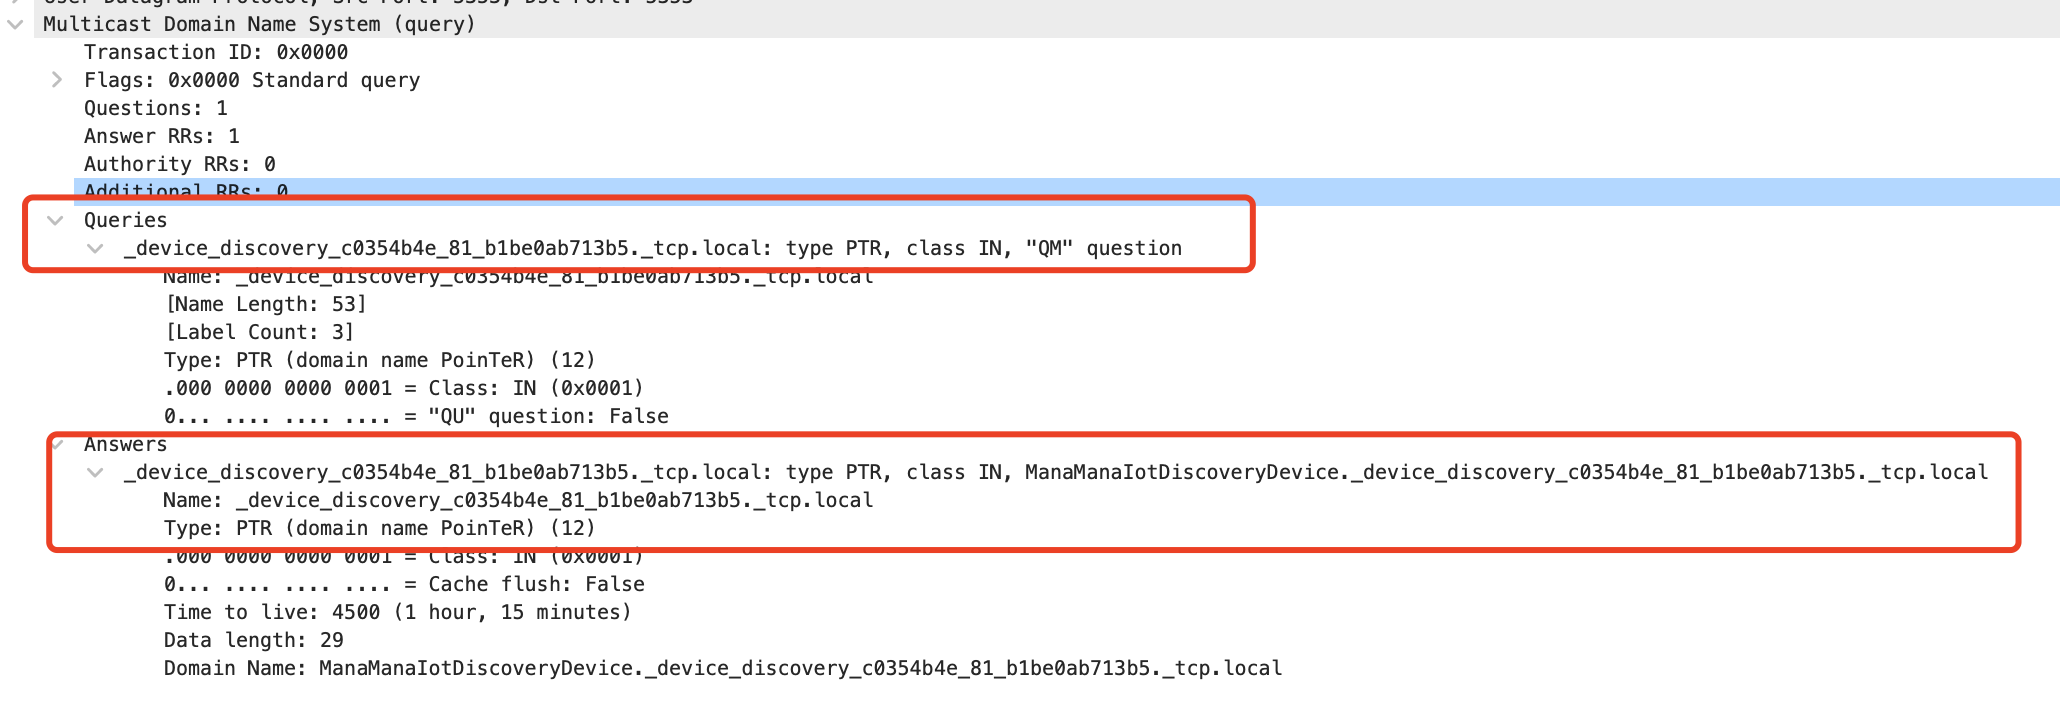 User Datagram Protocol, Src Port: 5353, Dst Port: 5353
Multicast Domain Name System (query)
Transaction ID: 0x0000
Flags: 0x0000 Standard query
Questions: 1
Answer RRs: 1
Authority RRs: 0
Additional RRs: 0
Queries
_device_discovery_c0354b4e_81_b1be0ab713b5._tcp.local: type PTR, class IN, "QM" question
Name: _device_discovery_c0354b4e_81_b1be0ab713b5._tcp.local
[Name Length: 53]
[Label Count: 3]
Type: PTR (domain name PoinTeR) (12)
.000 0000 0000 0001 = Class: IN (0x0001)
0... .... .... .... = "QU" question: False
Answers
_device_discovery_c0354b4e_81_b1be0ab713b5._tcp.local: type PTR, class IN, ManaManaIotDiscoveryDevice._device_discovery_c0354b4e_81_b1be0ab713b5._tcp.local
Name: _device_discovery_c0354b4e_81_b1be0ab713b5._tcp.local
Type: PTR (domain name PoinTeR) (12)
.000 0000 0000 0001 = Class: IN (0x0001)
0... .... .... .... = Cache flush: False
Time to live: 4500 (1 hour, 15 minutes)
Data length: 29
Domain Name: ManaManaIotDiscoveryDevice._device_discovery_c0354b4e_81_b1be0ab713b5._tcp.local